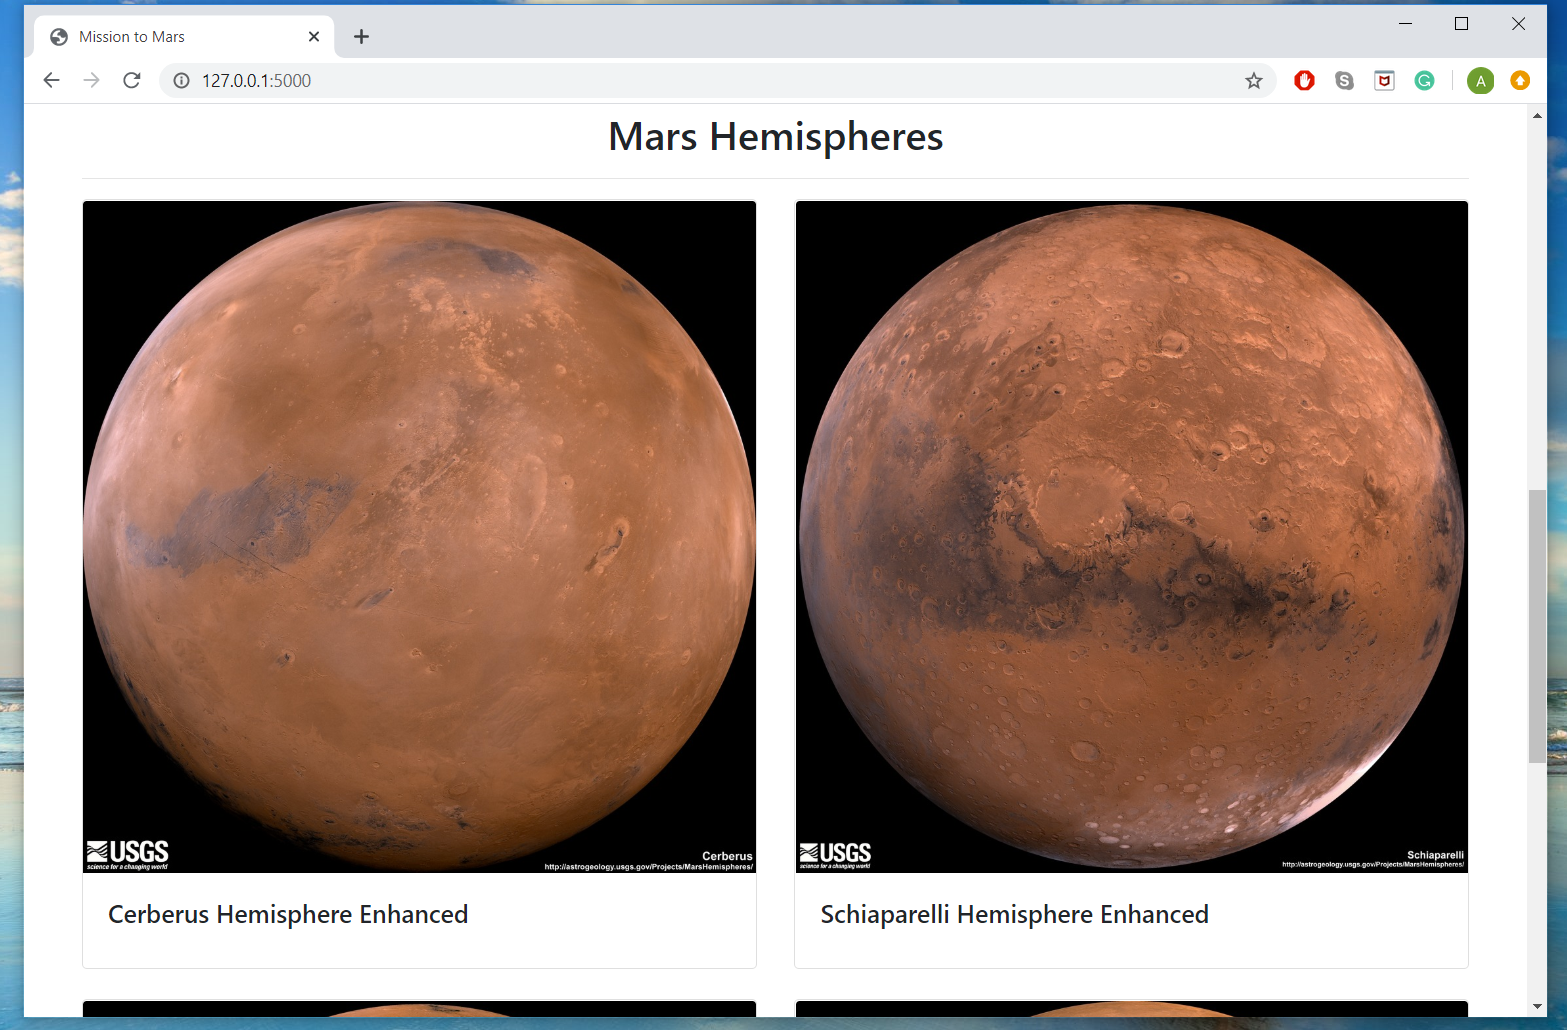 Mission to Mars
127.0.0.1:5000
A
Mars Hemispheres
USGS
science for a changing world
Cerberus
http://astrogeology.usgs.gov/Projects/MarsHemispheres/
USGS
science for a changing world
Schiaparelli
http://astrogeology.usgs.gov/Projects/MarsHemispheres/
Cerberus Hemisphere Enhanced
Schiaparelli Hemisphere Enhanced